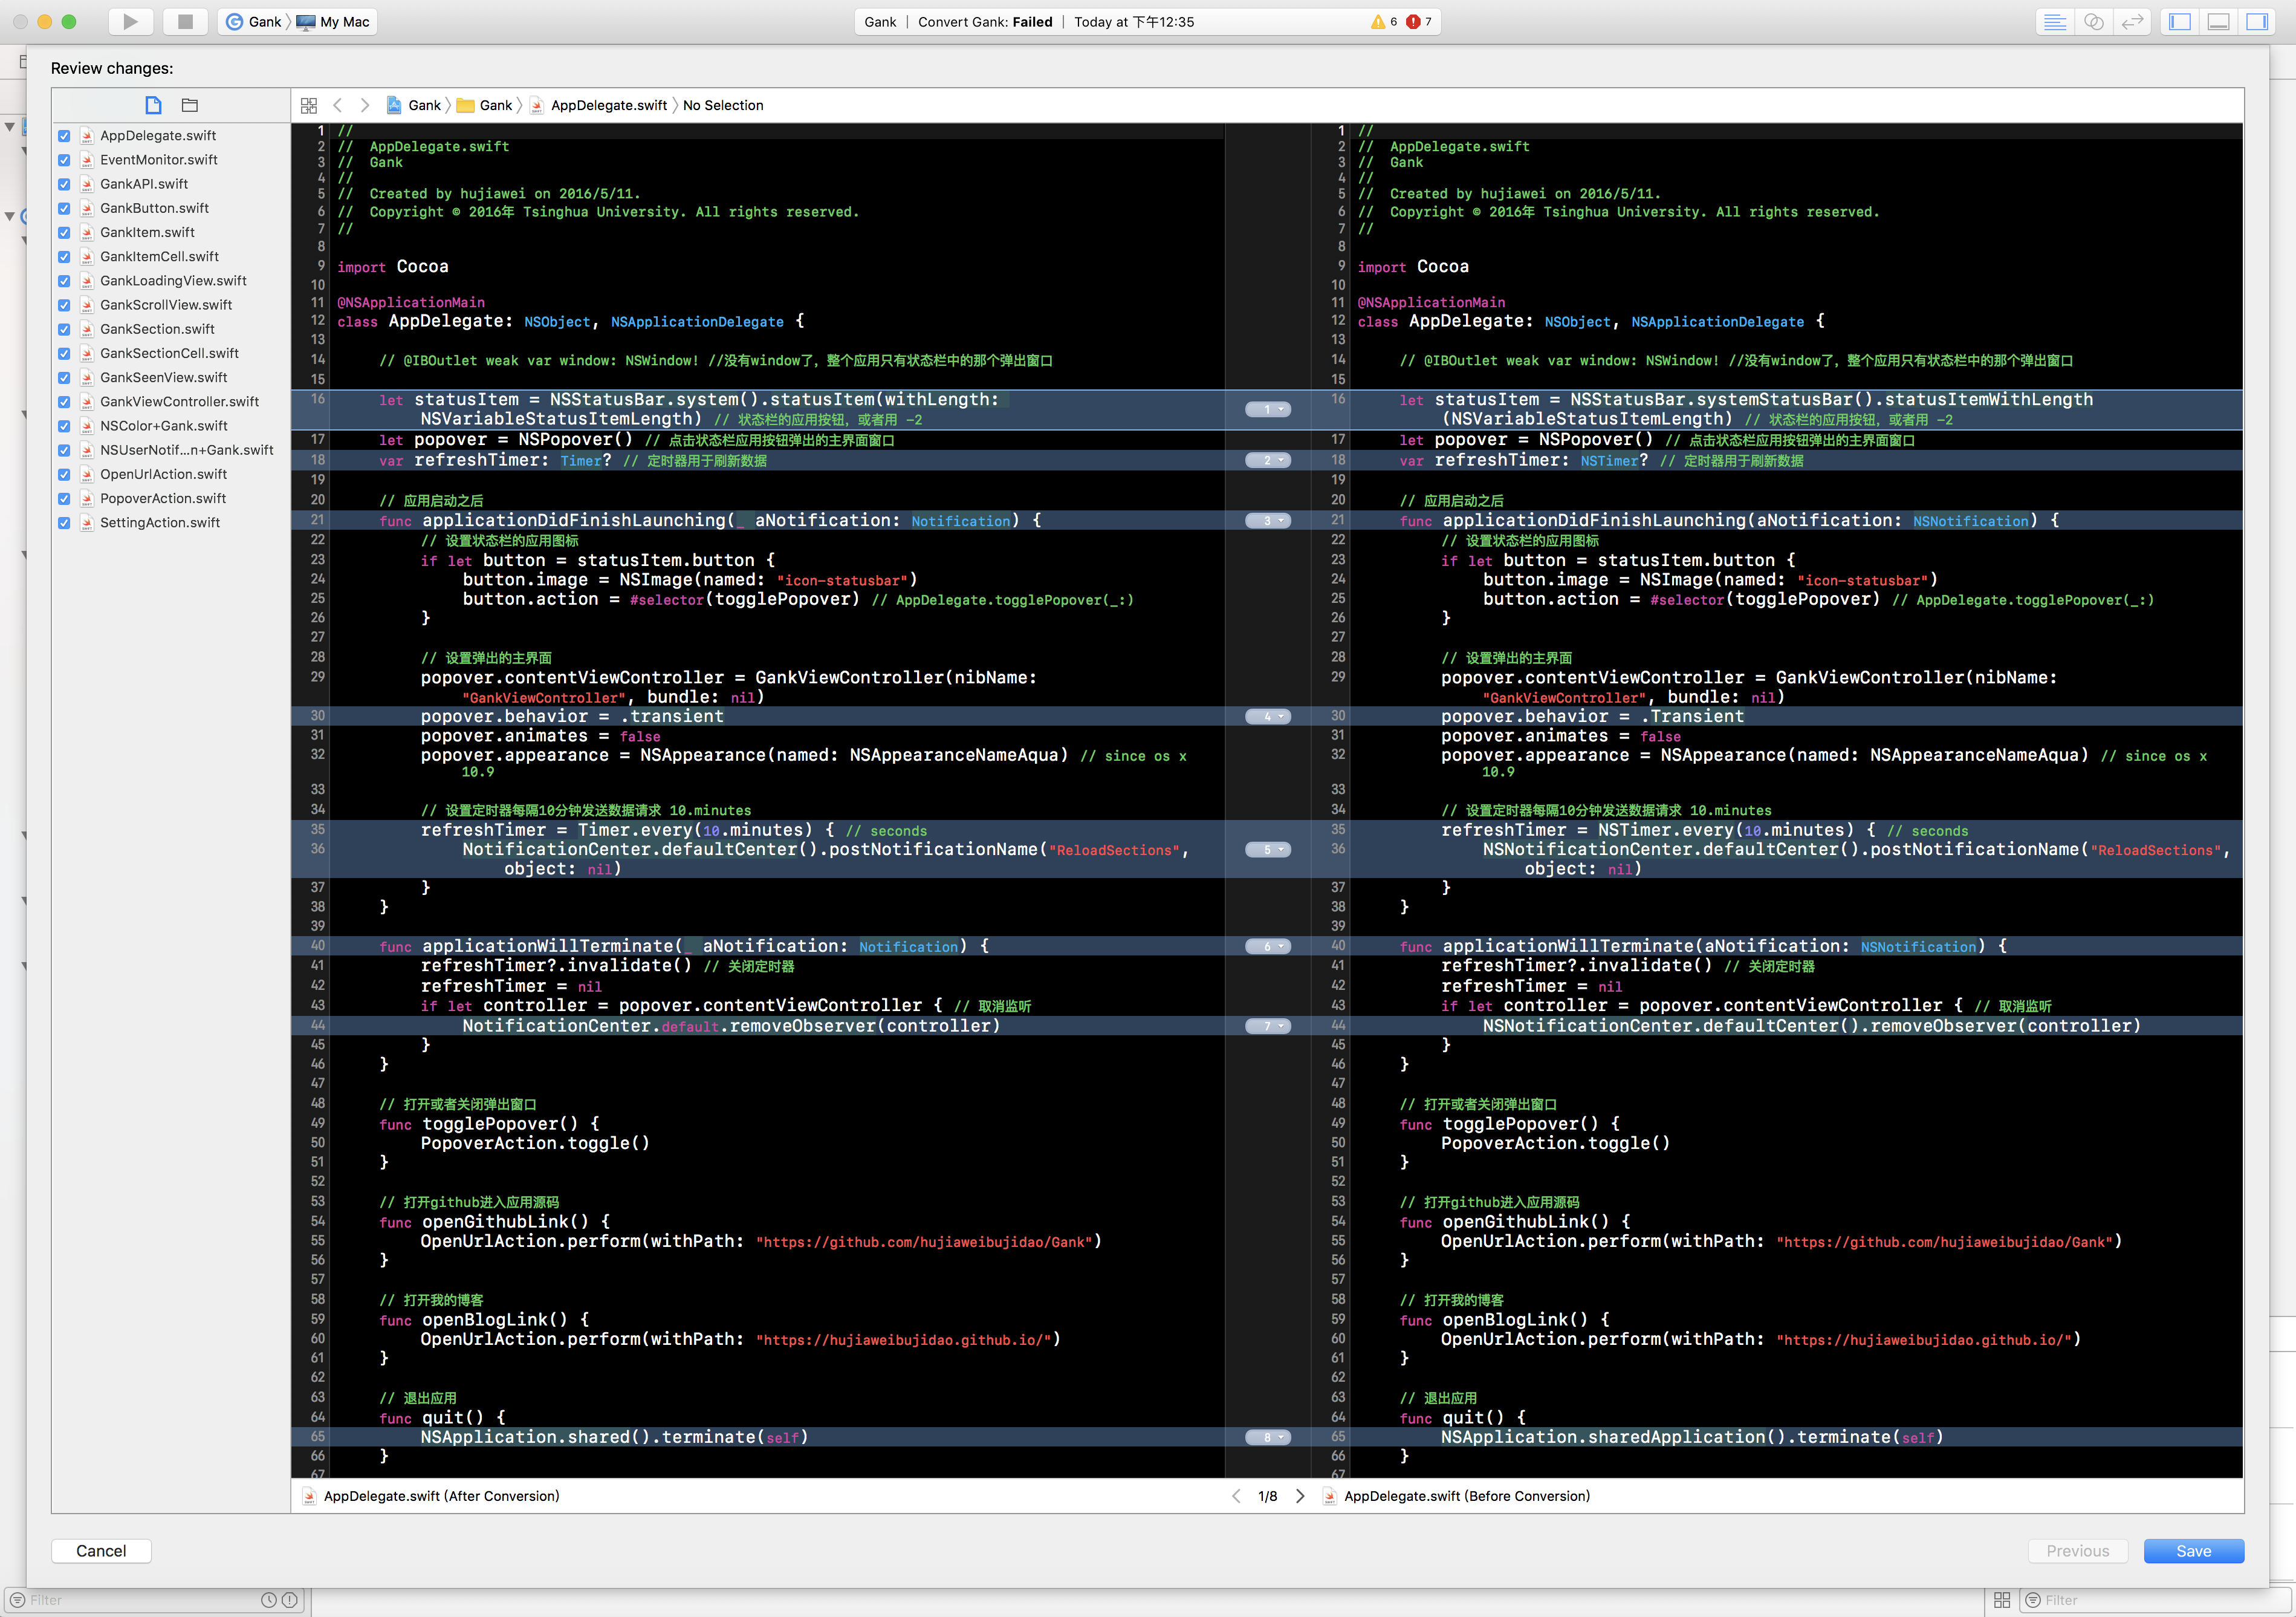 Gank › My Mac
Gank | Convert Gank: Failed | Today at 下午12:35
6
7
Review changes:
AppDelegate.swift
EventMonitor.swift
GankAPI.swift
GankButton.swift
GankItem.swift
GankItemCell.swift
GankLoadingView.swift
GankScrollView.swift
GankSection.swift
GankSectionCell.swift
GankSeenView.swift
GankViewController.swift
NSColor+Gank.swift
NSUserNotif...n+Gank.swift
OpenUrlAction.swift
PopoverAction.swift
SettingAction.swift
Gank › Gank › AppDelegate.swift › No Selection
1 //
2 //  AppDelegate.swift
3 //  Gank
4 //
5 //  Created by hujiawei on 2016/5/11.
6 //  Copyright © 2016年 Tsinghua University. All rights reserved.
7 //
8
9 import Cocoa
10
11 @NSApplicationMain
12 class AppDelegate: NSObject, NSApplicationDelegate {
13
14     // @IBOutlet weak var window: NSWindow! //没有window了，整个应用只有状态栏中的那个弹出窗口
15
16     let statusItem = NSStatusBar.system().statusItem(withLength:
NSVariableStatusItemLength) // 状态栏的应用按钮，或者用 -2
17     let popover = NSPopover() // 点击状态栏应用按钮弹出的主界面窗口
18     var refreshTimer: Timer? // 定时器用于刷新数据
19
20     // 应用启动之后
21     func applicationDidFinishLaunching(_ aNotification: Notification) {
22         // 设置状态栏的应用图标
23         if let button = statusItem.button {
24             button.image = NSImage(named: "icon-statusbar")
25             button.action = #selector(togglePopover) // AppDelegate.togglePopover(_:)
26         }
27
28         // 设置弹出的主界面
29         popover.contentViewController = GankViewController(nibName:
"GankViewController", bundle: nil)
30         popover.behavior = .transient
31         popover.animates = false
32         popover.appearance = NSAppearance(named: NSAppearanceNameAqua) // since os x
10.9
33
34         // 设置定时器每隔10分钟发送数据请求 10.minutes
35         refreshTimer = Timer.every(10.minutes) { // seconds
36             NotificationCenter.defaultCenter().postNotificationName("ReloadSections",
object: nil)
37         }
38     }
39
40     func applicationWillTerminate(_ aNotification: Notification) {
41         refreshTimer?.invalidate() // 关闭定时器
42         refreshTimer = nil
43         if let controller = popover.contentViewController { // 取消监听
44             NotificationCenter.default.removeObserver(controller)
45         }
46     }
47
48     // 打开或者关闭弹出窗口
49     func togglePopover() {
50         PopoverAction.toggle()
51     }
52
53     // 打开github进入应用源码
54     func openGithubLink() {
55         OpenUrlAction.perform(withPath: "https://github.com/hujiaweibujidao/Gank")
56     }
57
58     // 打开我的博客
59     func openBlogLink() {
60         OpenUrlAction.perform(withPath: "https://hujiaweibujidao.github.io/")
61     }
62
63     // 退出应用
64     func quit() {
65         NSApplication.shared().terminate(self)
66     }
67
1
2
3
4
5
6
7
8
1 //
2 //  AppDelegate.swift
3 //  Gank
4 //
5 //  Created by hujiawei on 2016/5/11.
6 //  Copyright © 2016年 Tsinghua University. All rights reserved.
7 //
8
9 import Cocoa
10
11 @NSApplicationMain
12 class AppDelegate: NSObject, NSApplicationDelegate {
13
14     // @IBOutlet weak var window: NSWindow! //没有window了，整个应用只有状态栏中的那个弹出窗口
15
16     let statusItem = NSStatusBar.systemStatusBar().statusItemWithLength
(NSVariableStatusItemLength) // 状态栏的应用按钮，或者用 -2
17     let popover = NSPopover() // 点击状态栏应用按钮弹出的主界面窗口
18     var refreshTimer: NSTimer? // 定时器用于刷新数据
19
20     // 应用启动之后
21     func applicationDidFinishLaunching(aNotification: NSNotification) {
22         // 设置状态栏的应用图标
23         if let button = statusItem.button {
24             button.image = NSImage(named: "icon-statusbar")
25             button.action = #selector(togglePopover) // AppDelegate.togglePopover(_:)
26         }
27
28         // 设置弹出的主界面
29         popover.contentViewController = GankViewController(nibName:
"GankViewController", bundle: nil)
30         popover.behavior = .Transient
31         popover.animates = false
32         popover.appearance = NSAppearance(named: NSAppearanceNameAqua) // since os x
10.9
33
34         // 设置定时器每隔10分钟发送数据请求 10.minutes
35         refreshTimer = NSTimer.every(10.minutes) { // seconds
36             NSNotificationCenter.defaultCenter().postNotificationName("ReloadSections",
object: nil)
37         }
38     }
39
40     func applicationWillTerminate(aNotification: NSNotification) {
41         refreshTimer?.invalidate() // 关闭定时器
42         refreshTimer = nil
43         if let controller = popover.contentViewController { // 取消监听
44             NSNotificationCenter.defaultCenter().removeObserver(controller)
45         }
46     }
47
48     // 打开或者关闭弹出窗口
49     func togglePopover() {
50         PopoverAction.toggle()
51     }
52
53     // 打开github进入应用源码
54     func openGithubLink() {
55         OpenUrlAction.perform(withPath: "https://github.com/hujiaweibujidao/Gank")
56     }
57
58     // 打开我的博客
59     func openBlogLink() {
60         OpenUrlAction.perform(withPath: "https://hujiaweibujidao.github.io/")
61     }
62
63     // 退出应用
64     func quit() {
65         NSApplication.sharedApplication().terminate(self)
66     }
67
AppDelegate.swift (After Conversion)
1/8
AppDelegate.swift (Before Conversion)
Cancel
Previous
Save
Filter
Filter